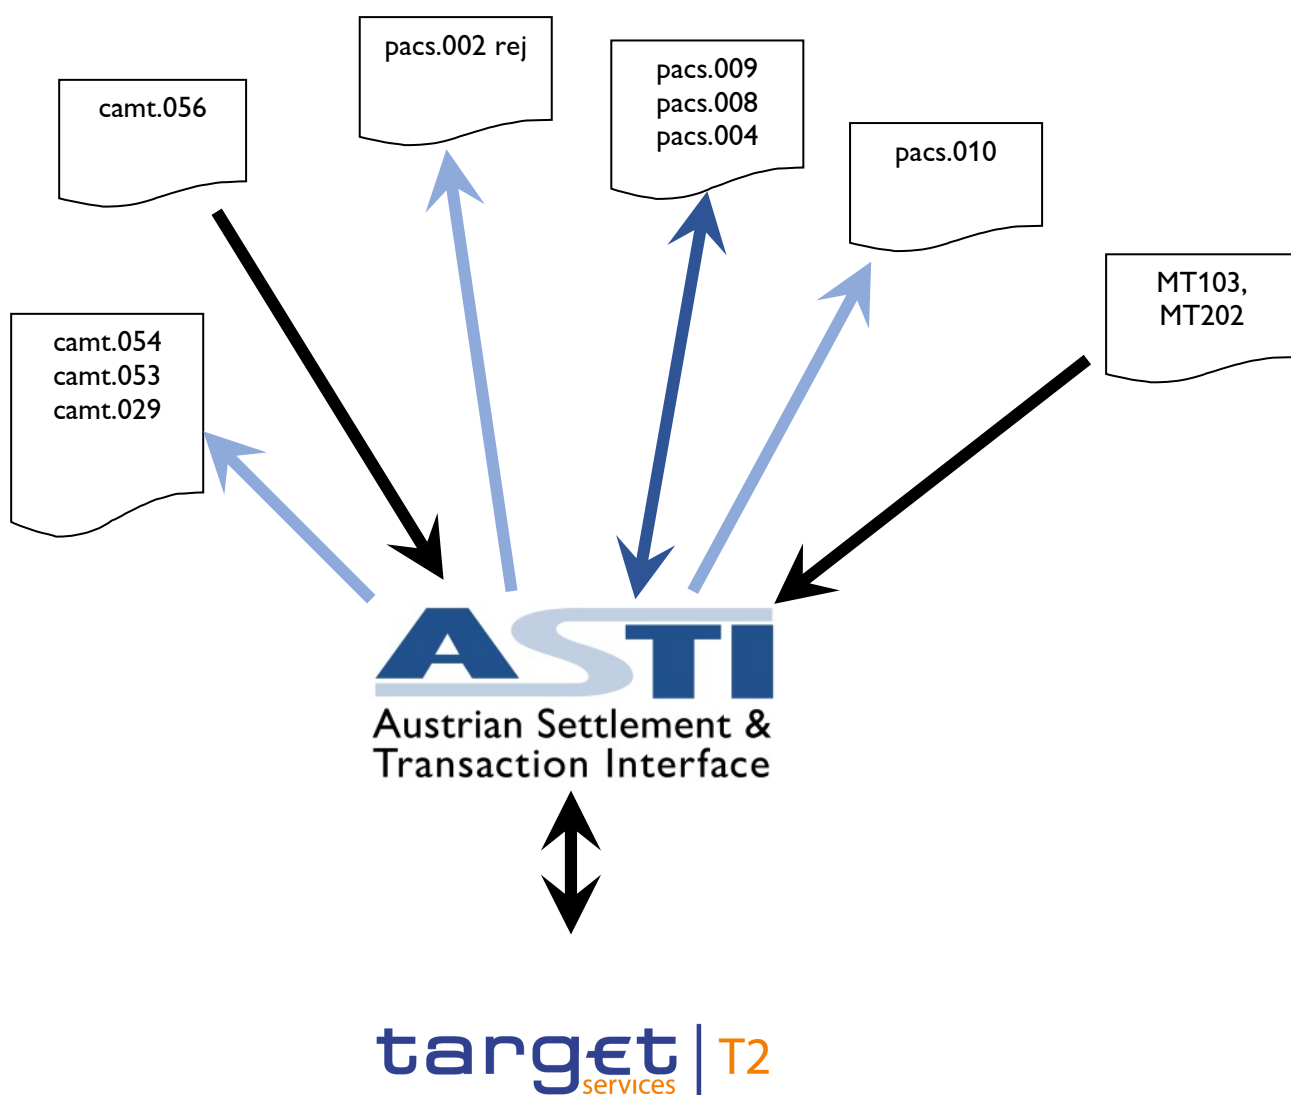 pacs.002 rej
camt.056
pacs.009
pacs.008
pacs.004
pacs.010
MT103,
MT202
camt.054
camt.053
camt.029
ASTI
Austrian Settlement &
Transaction Interface
target | T2
services